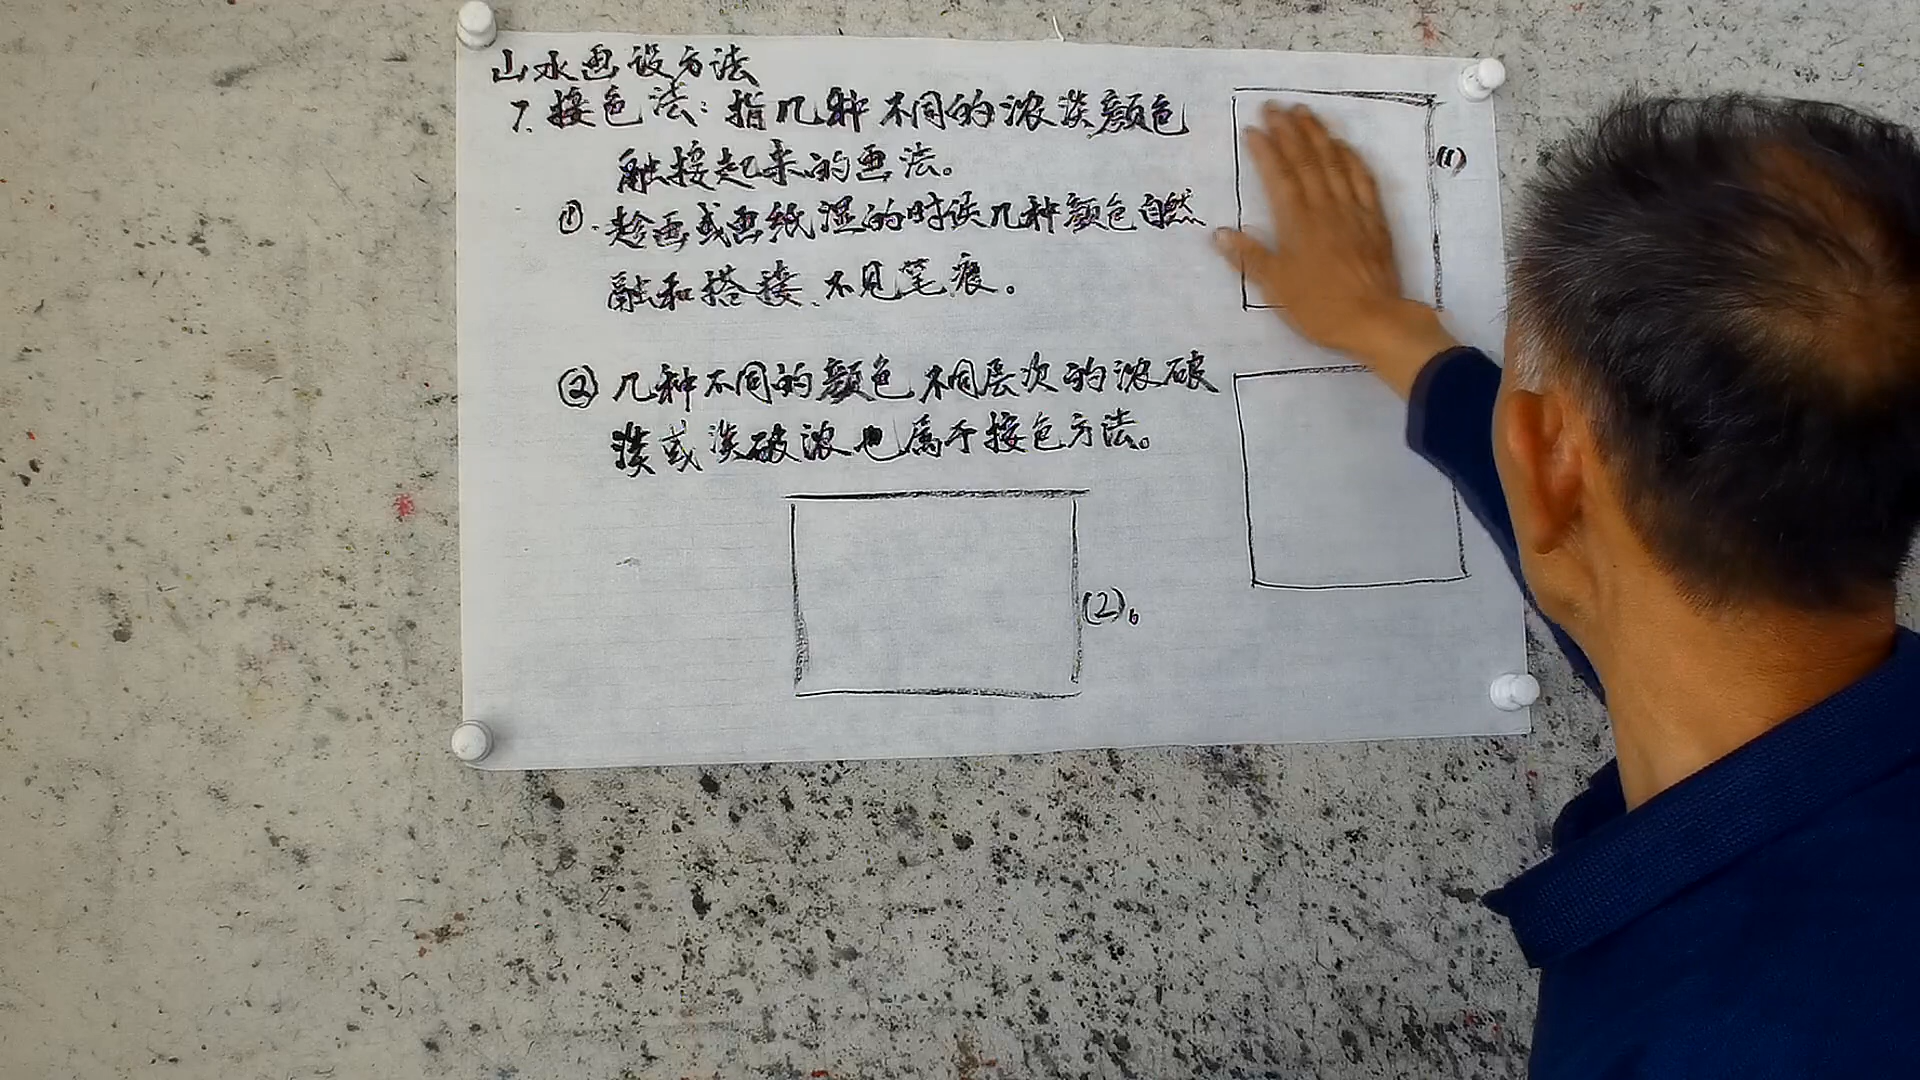 山水画设方法
7. 接色法：指几种不同的浓淡颜色
融接起来的画法。
①. 趁画或画纸湿的时候几种颜色自然
融和搭接、不见笔痕。
② 几种不同的颜色不同层次的浓破
淡或淡破浓也属于接色方法。
(1)
(2)。